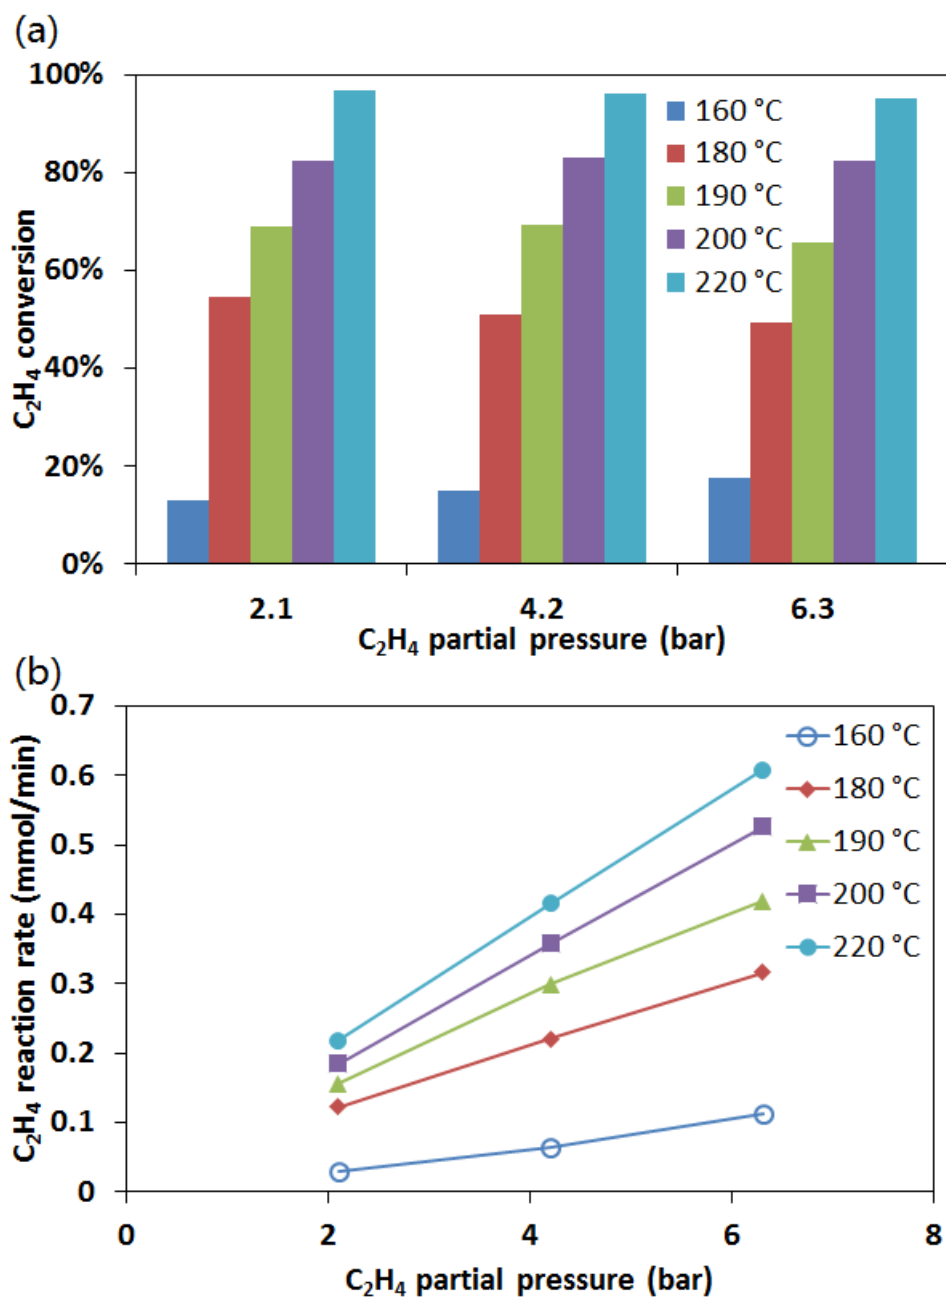 (a)
100%
80%
60%
40%
20%
0%
C₂H₄ conversion
160 °C
180 °C
190 °C
200 °C
220 °C
2.1 4.2 6.3
C₂H₄ partial pressure (bar)
(b)
0.7
0.6
0.5
0.4
0.3
0.2
0.1
0
C₂H₄ reaction rate (mmol/min)
160 °C
180 °C
190 °C
200 °C
220 °C
0 2 4 6 8
C₂H₄ partial pressure (bar)